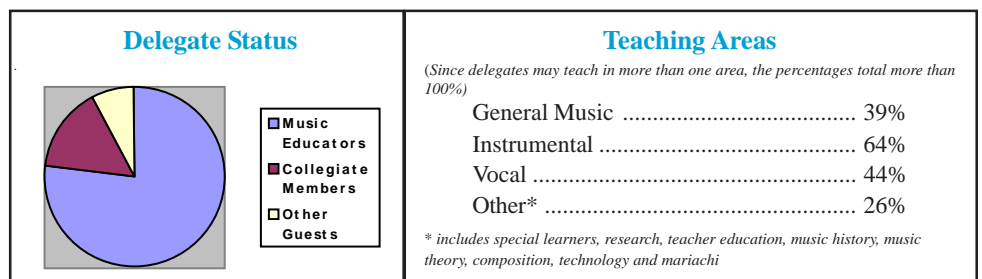 Delegate Status
.
Music
Educators
Collegiate
Members
Other
Guests
Teaching Areas
(Since delegates may teach in more than one area, the percentages total more than
100%)
General Music .......................................... 39%
Instrumental .............................................. 64%
Vocal .......................................................... 44%
Other* ........................................................ 26%
* includes special learners, research, teacher education, music history, music
theory, composition, technology and mariachi